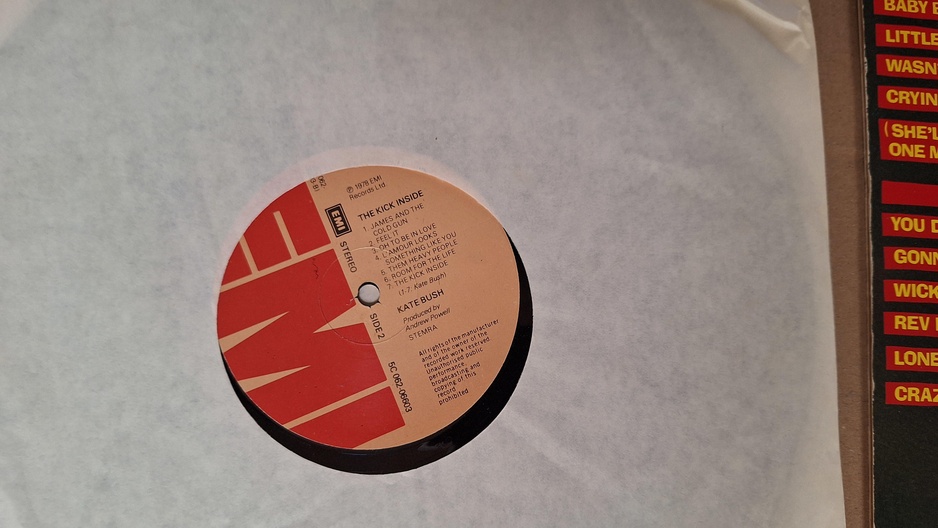 ℗ 1978 EMI
Records Ltd.
062-
EMI
STEREO
THE KICK INSIDE
1. JAMES AND THE
COLD GUN
2. FEEL IT
3. OH TO BE IN LOVE
4. L'AMOUR LOOKS
SOMETHING LIKE YOU
5. THEM HEAVY PEOPLE
6. ROOM FOR THE LIFE
7. THE KICK INSIDE
(1-7: Kate Bush)
KATE BUSH
Produced by
Andrew Powell
STEMRA
SIDE 2
5C 062-06603
All rights of the manufacturer
and of the owner of the
recorded work reserved
Unauthorised public
performance
broadcasting and
copying of this
record
prohibited
EMI
BABY
LITTLE
WASN
CRYIN
(SHE'L
ONE M
YOU D
GONN
WICK
REV
LONE
CRAZ